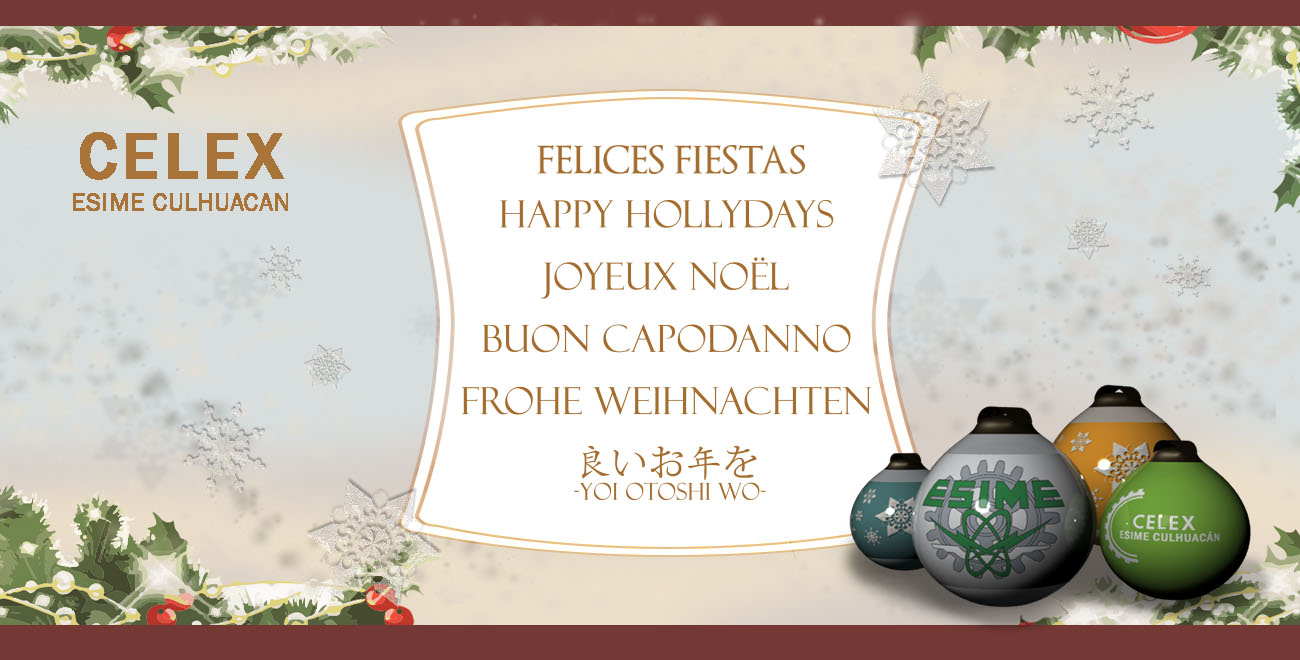 CELEX
ESIME CULHUACAN
FELICES FIESTAS
HAPPY HOLLYDAYS
JOYEUX NOËL
BUON CAPODANNO
FROHE WEIHNACHTEN
良いお年を
-YOI OTOSHI WO-
ESIME
CELEX
ESIME CULHUACÁN